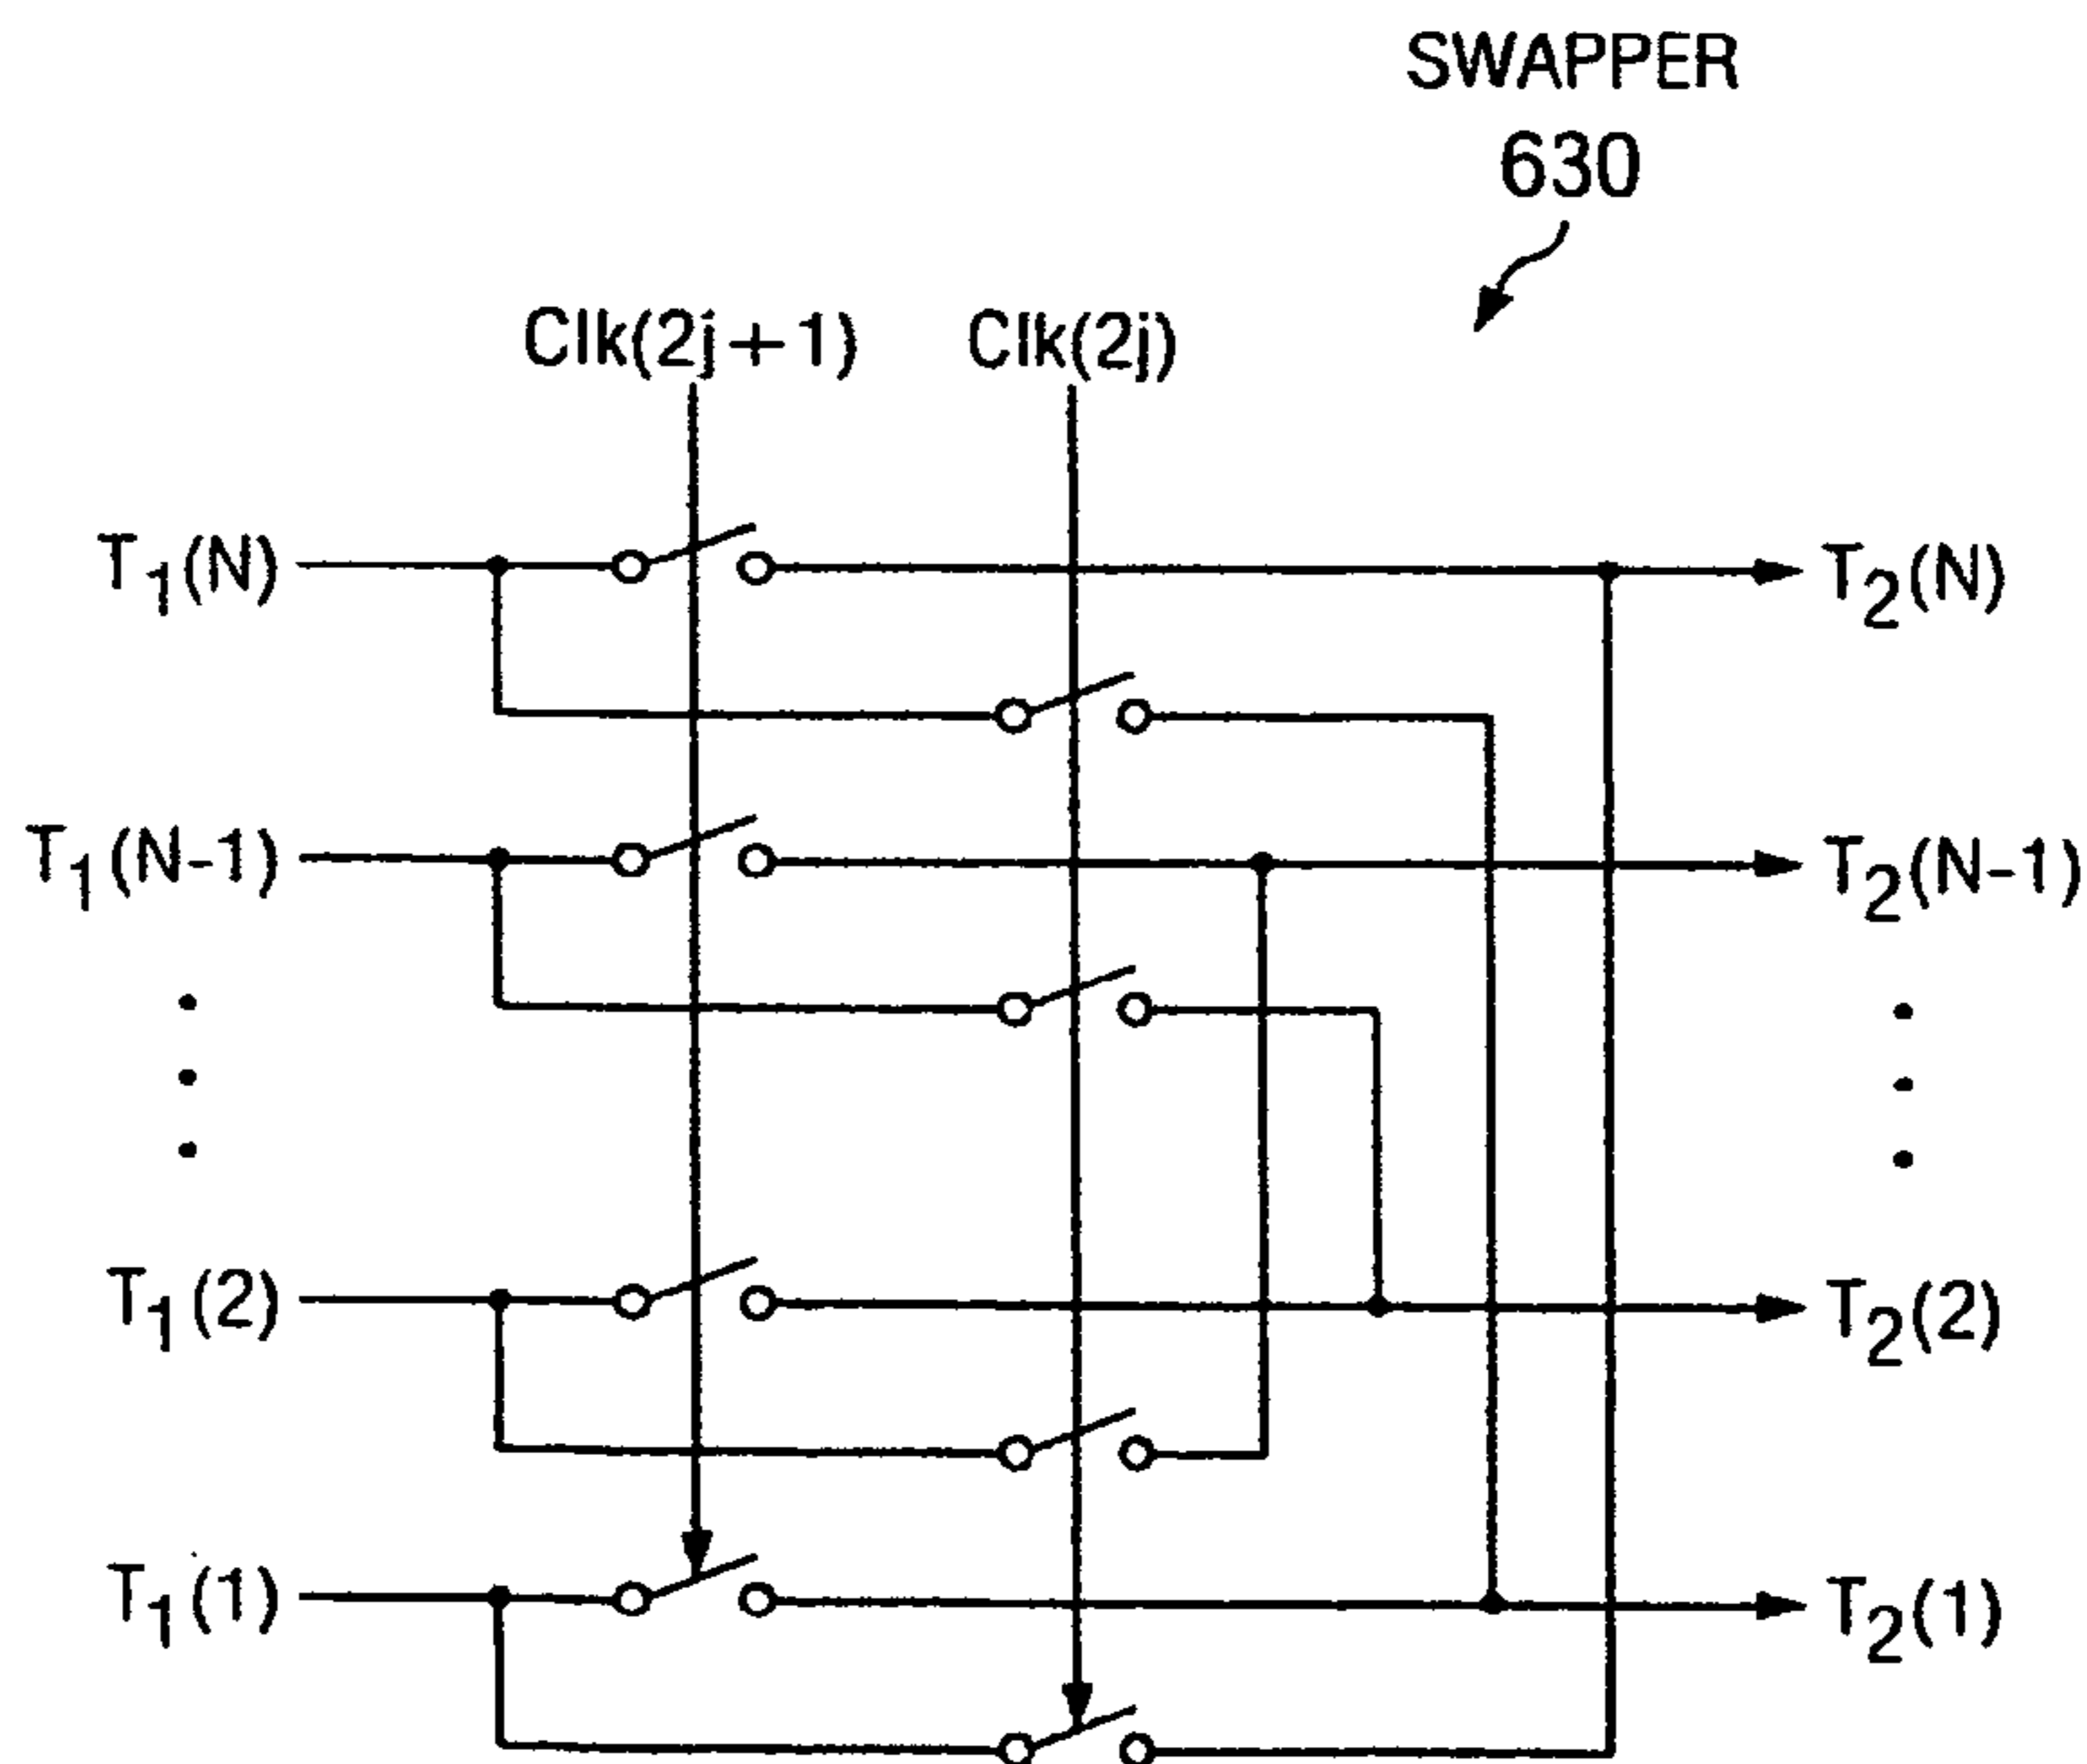 SWAPPER
630
Clk(2j+1) Clk(2j)
T₁(N) T₂(N)
T₁(N-1) T₂(N-1)
T₁(2) T₂(2)
T₁(1) T₂(1)